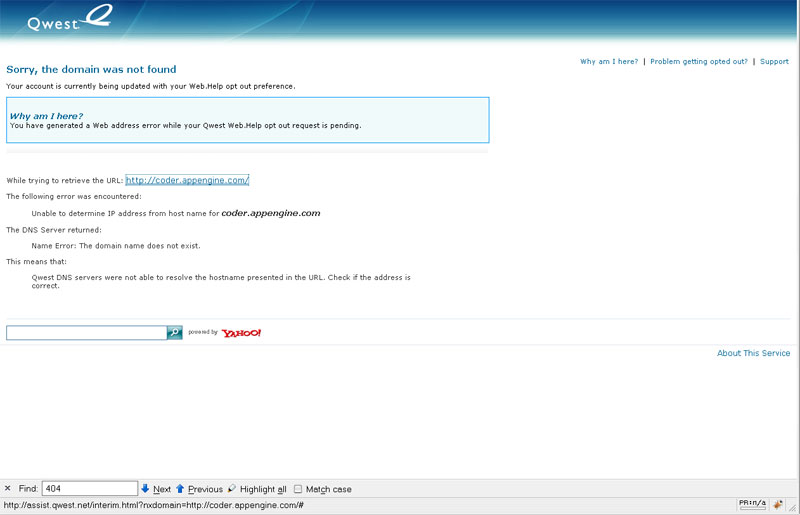 Qwest
Why am I here? | Problem getting opted out? | Support
Sorry, the domain was not found
Your account is currently being updated with your Web.Help opt out preference.
Why am I here?
You have generated a Web address error while your Qwest Web.Help opt out request is pending.
While trying to retrieve the URL: http://coder.appengine.com/
The following error was encountered:
Unable to determine IP address from host name for coder.appengine.com
The DNS Server returned:
Name Error: The domain name does not exist.
This means that:
Qwest DNS servers were not able to resolve the hostname presented in the URL. Check if the address is
correct.
powered by YAHOO!
About This Service
Find: 404 Next Previous Highlight all Match case
http://assist.qwest.net/interim.html?nxdomain=http://coder.appengine.com/# PR:n/a